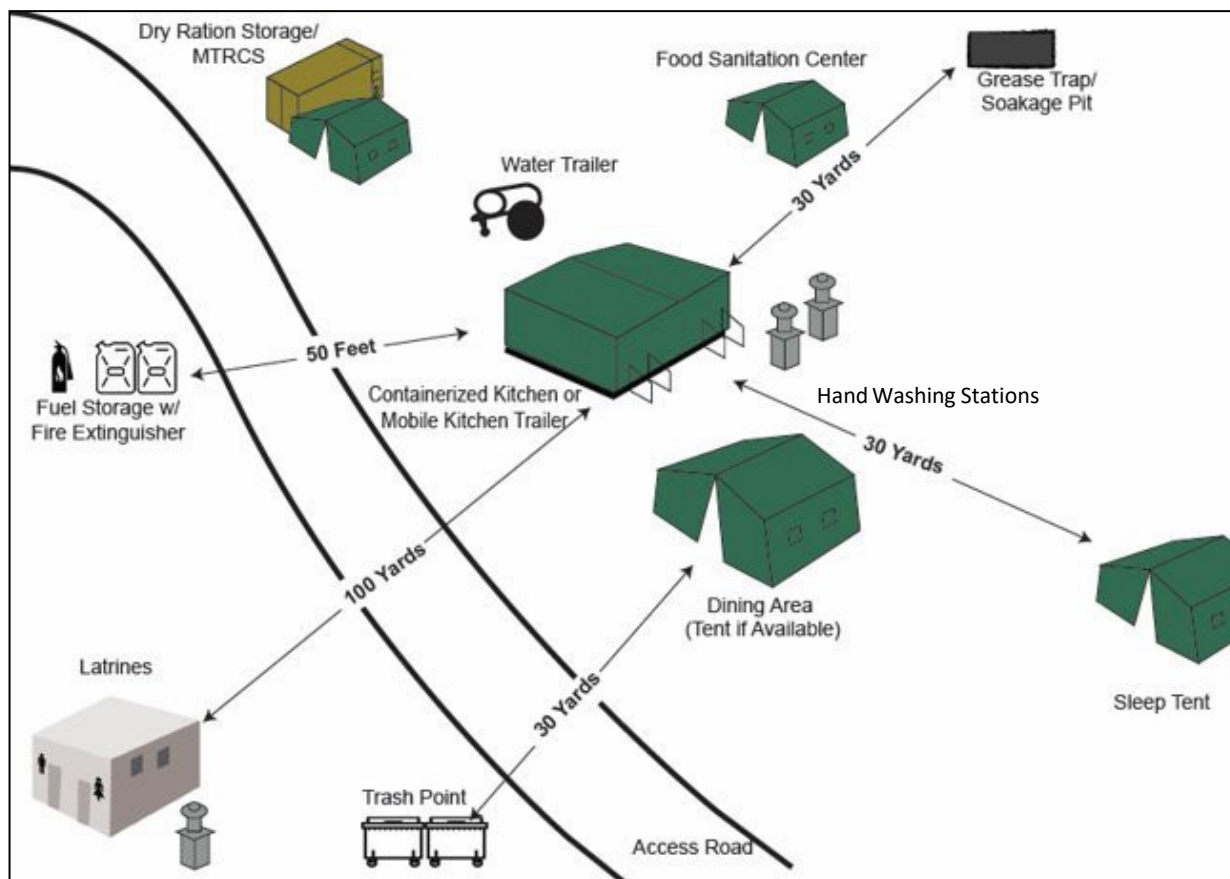 Dry Ration Storage/
MTRCS
Food Sanitation Center
Grease Trap/
Soakage Pit
Water Trailer
30 Yards
50 Feet
Fuel Storage w/
Fire Extinguisher
Containerized Kitchen or
Mobile Kitchen Trailer
Hand Washing Stations
30 Yards
100 Yards
Dining Area
(Tent if Available)
Latrines
30 Yards
Sleep Tent
Trash Point
Access Road